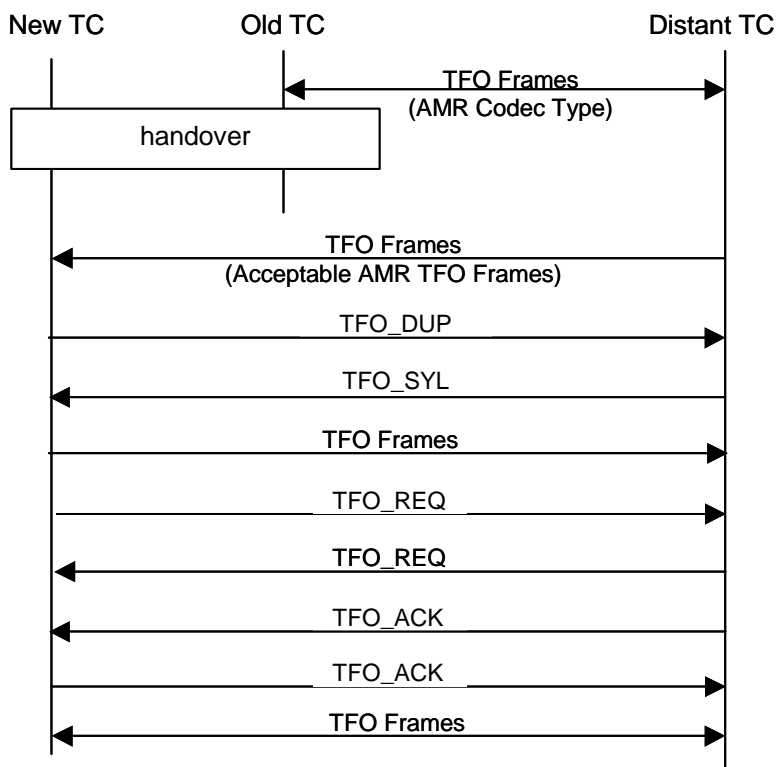 New TC Old TC Distant TC
TFO Frames
(AMR Codec Type)
handover
TFO Frames
(Acceptable AMR TFO Frames)
TFO_DUP
TFO_SYL
TFO Frames
TFO_REQ
TFO_REQ
TFO_ACK
TFO_ACK
TFO Frames